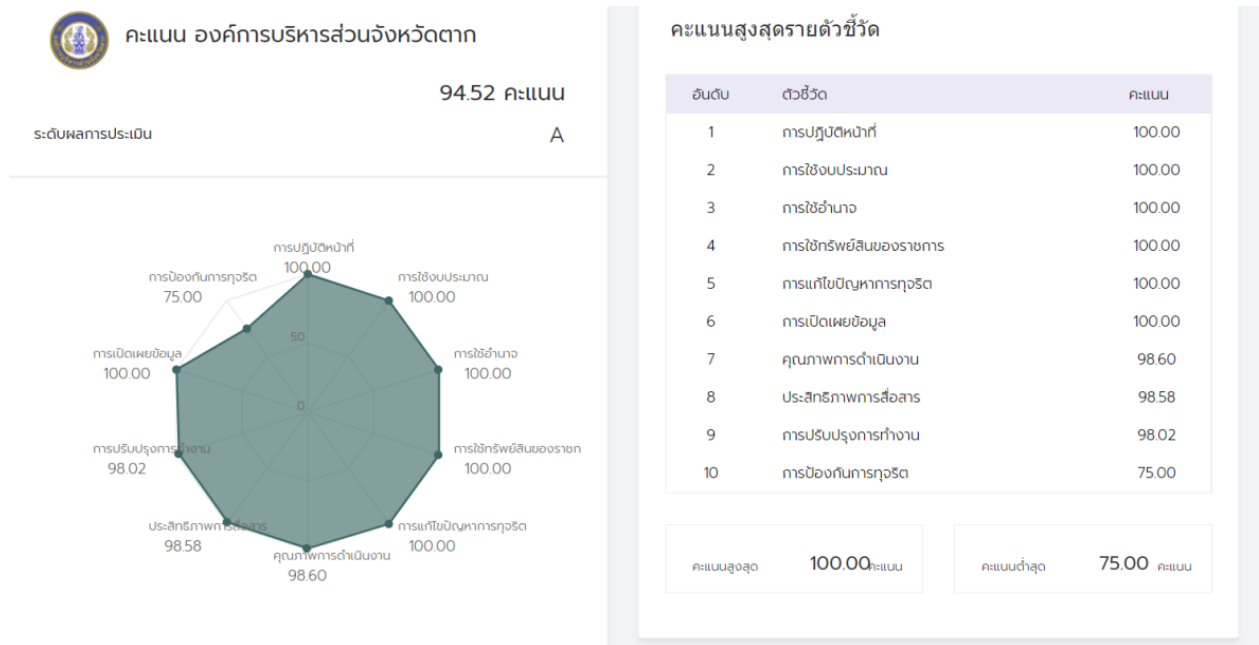 คะแนน องค์การบริหารส่วนจังหวัดตาก
94.52 คะแนน
ระดับผลการประเมิน A
การปฏิบัติหน้าที่
100.00
การป้องกันการทุจริต
75.00
การใช้งบประมาณ
100.00
50
การเปิดเผยข้อมูล
100.00
การใช้อำนาจ
100.00
0
การปรับปรุงการทำงาน
98.02
การใช้ทรัพย์สินของราชก
100.00
ประสิทธิภาพการสื่อสาร
98.58
การแก้ไขปัญหาการทุจริต
100.00
คุณภาพการดำเนินงาน
98.60
คะแนนสูงสุดรายตัวชี้วัด
อันดับ ตัวชี้วัด คะแนน
1 การปฏิบัติหน้าที่ 100.00
2 การใช้งบประมาณ 100.00
3 การใช้อำนาจ 100.00
4 การใช้ทรัพย์สินของราชการ 100.00
5 การแก้ไขปัญหาการทุจริต 100.00
6 การเปิดเผยข้อมูล 100.00
7 คุณภาพการดำเนินงาน 98.60
8 ประสิทธิภาพการสื่อสาร 98.58
9 การปรับปรุงการทำงาน 98.02
10 การป้องกันการทุจริต 75.00
คะแนนสูงสุด 100.00 คะแนน
คะแนนต่ำสุด 75.00 คะแนน